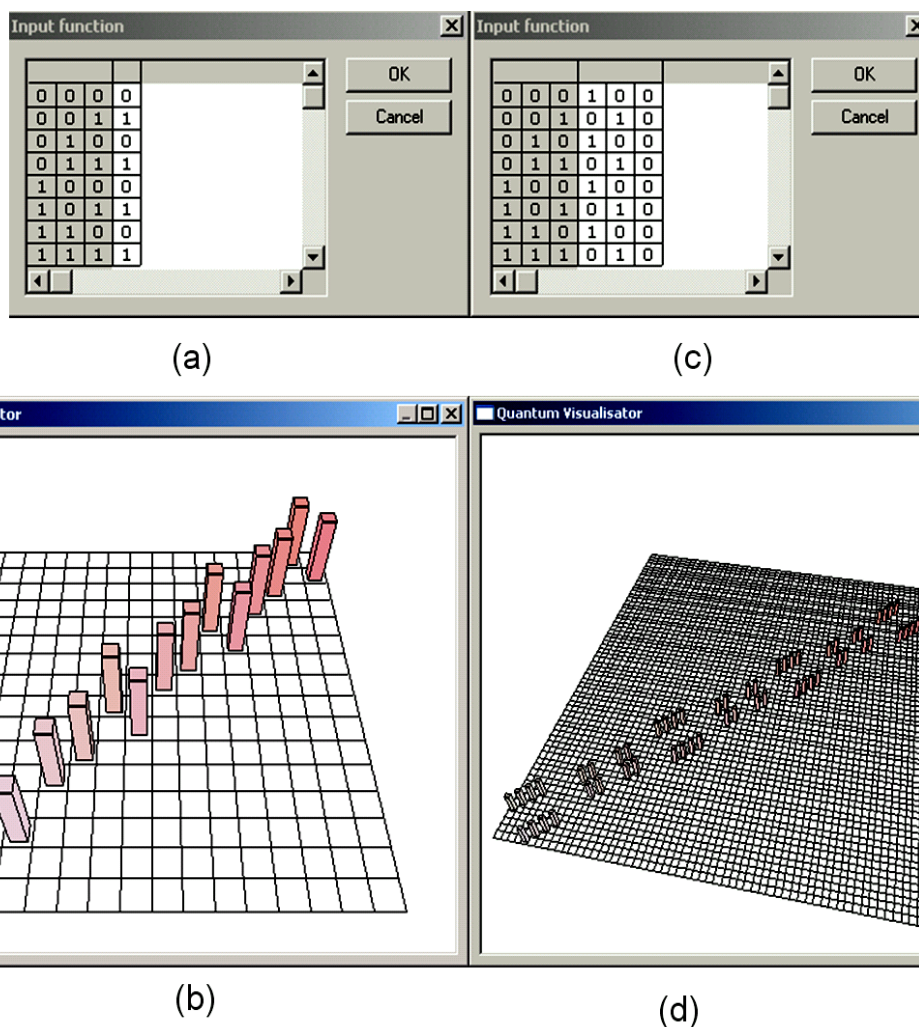 Input function
OK
Cancel
0 0 0 0
0 0 1 1
0 1 0 0
0 1 1 1
1 0 0 0
1 0 1 1
1 1 0 0
1 1 1 1
(a)
Input function
OK
Cancel
0 0 0 1 0 0
0 0 1 0 1 0
0 1 0 1 0 0
0 1 1 0 1 0
1 0 0 1 0 0
1 0 1 0 1 0
1 1 0 1 0 0
1 1 1 0 1 0
(c)
tor
(b)
Quantum Visualisator
(d)